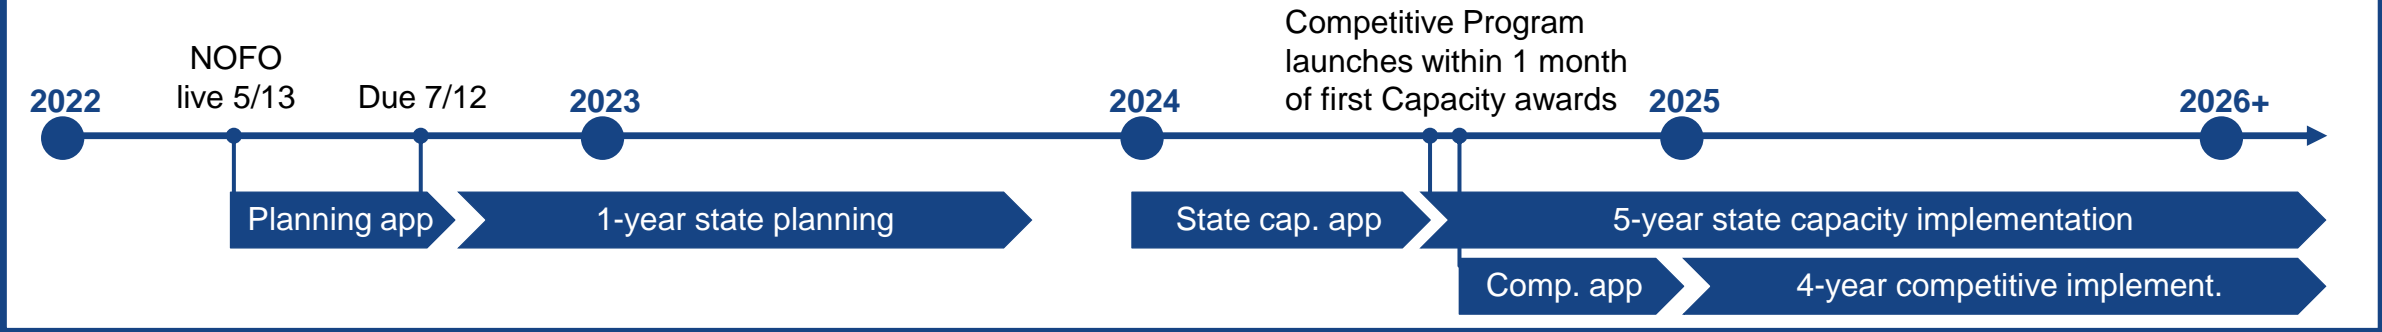 Competitive Program
launches within 1 month
of first Capacity awards
NOFO
live 5/13
Due 7/12
2022
2023
2024
2025
2026+
Planning app
1-year state planning
State cap. app
5-year state capacity implementation
Comp. app
4-year competitive implement.